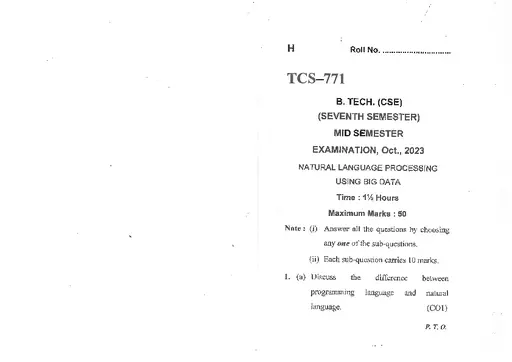 H Roll No. ..............................
TCS–771
B. TECH. (CSE)
(SEVENTH SEMESTER)
MID SEMESTER
EXAMINATION, Oct., 2023
NATURAL LANGUAGE PROCESSING
USING BIG DATA
Time : 1½ Hours
Maximum Marks : 50
Note : (i) Answer all the questions by choosing
any one of the sub-questions.
(ii) Each sub-question carries 10 marks.
1. (a) Discuss the difference between
programming language and natural
language. (CO1)
P. T. O.